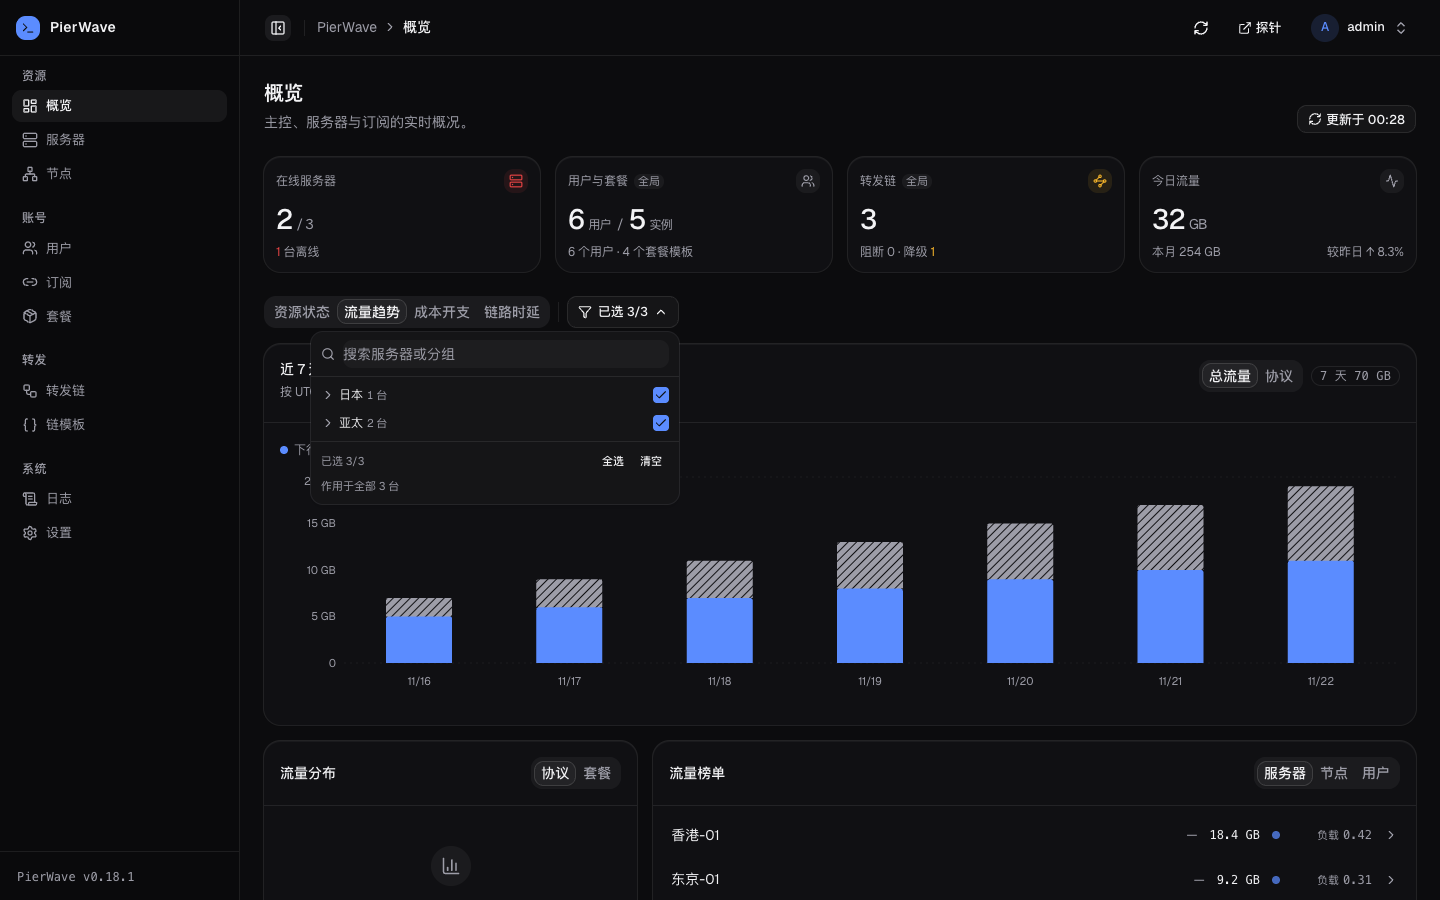 PierWave
PierWave > 概览
探针
A admin
资源
概览
服务器
节点
账号
用户
订阅
套餐
转发
转发链
链模板
系统
日志
设置
PierWave v0.18.1
概览
主控、服务器与订阅的实时概况。
更新于 00:28
在线服务器
2 / 3
1 台离线
用户与套餐 全局
6 用户 / 5 实例
6 个用户 · 4 个套餐模板
转发链 全局
3
阻断 0 · 降级 1
今日流量
32 GB
本月 254 GB 较昨日 ↑ 8.3%
资源状态 流量趋势 成本开支 链路时延 已选 3/3
搜索服务器或分组
日本 1 台
亚太 2 台
已选 3/3 全选 清空
作用于全部 3 台
近 7
按 UT
总流量 协议 7 天 70 GB
15 GB
10 GB
5 GB
0
11/16 11/17 11/18 11/19 11/20 11/21 11/22
流量分布 协议 套餐
流量榜单 服务器 节点 用户
香港-01 — 18.4 GB 负载 0.42
东京-01 — 9.2 GB 负载 0.31